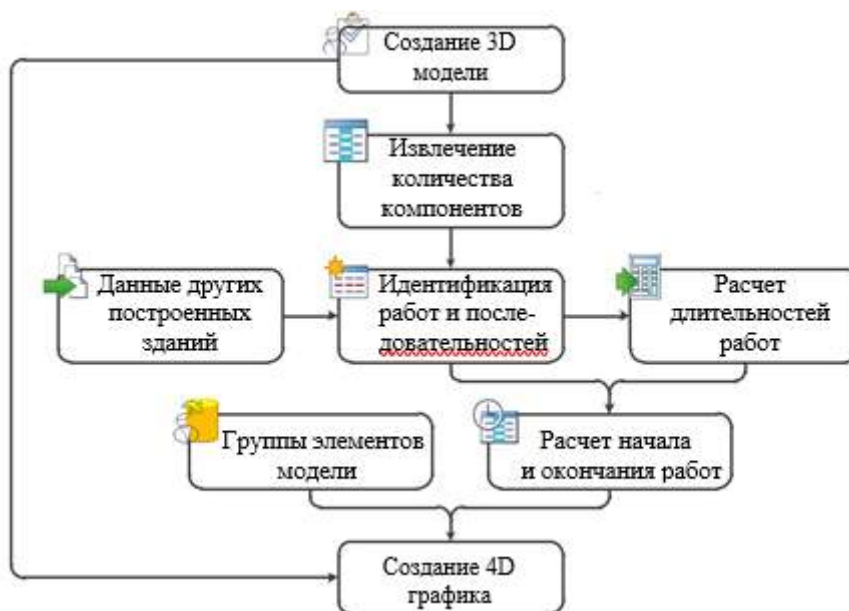 Создание 3D
модели
Извлечение
количества
компонентов
Данные других
построенных
зданий
Идентификация
работ и после-
довательностей
Расчет
длительностей
работ
Группы элементов
модели
Расчет начала
и окончания работ
Создание 4D
графика